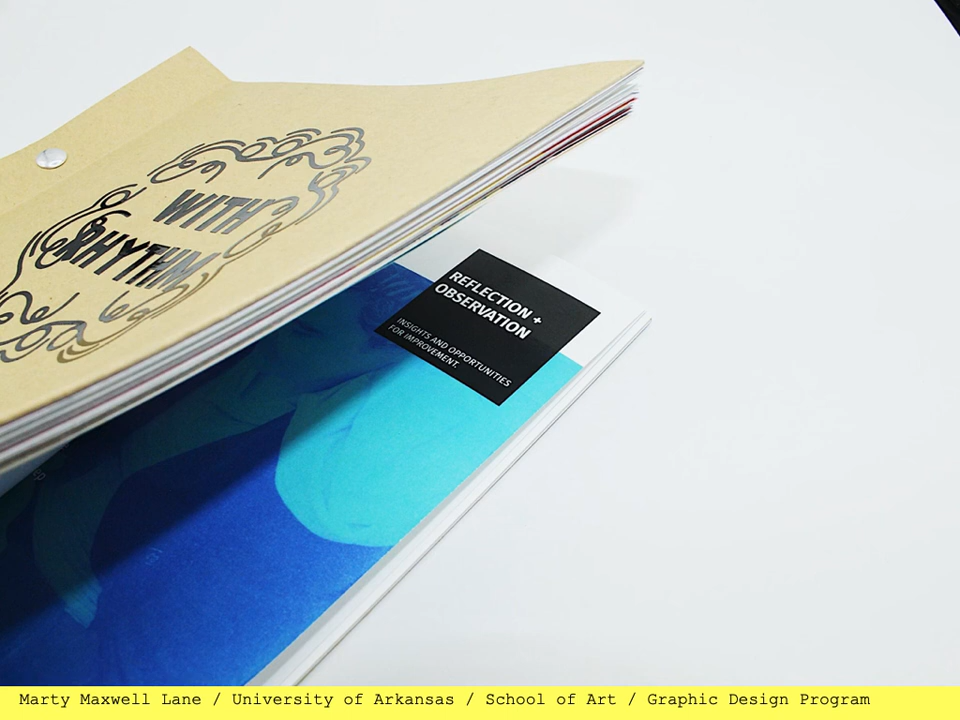 WITH
RHYTHM
REFLECTION +
OBSERVATION
INSIGHTS AND OPPORTUNITIES
FOR IMPROVEMENT.
Marty Maxwell Lane / University of Arkansas / School of Art / Graphic Design Program